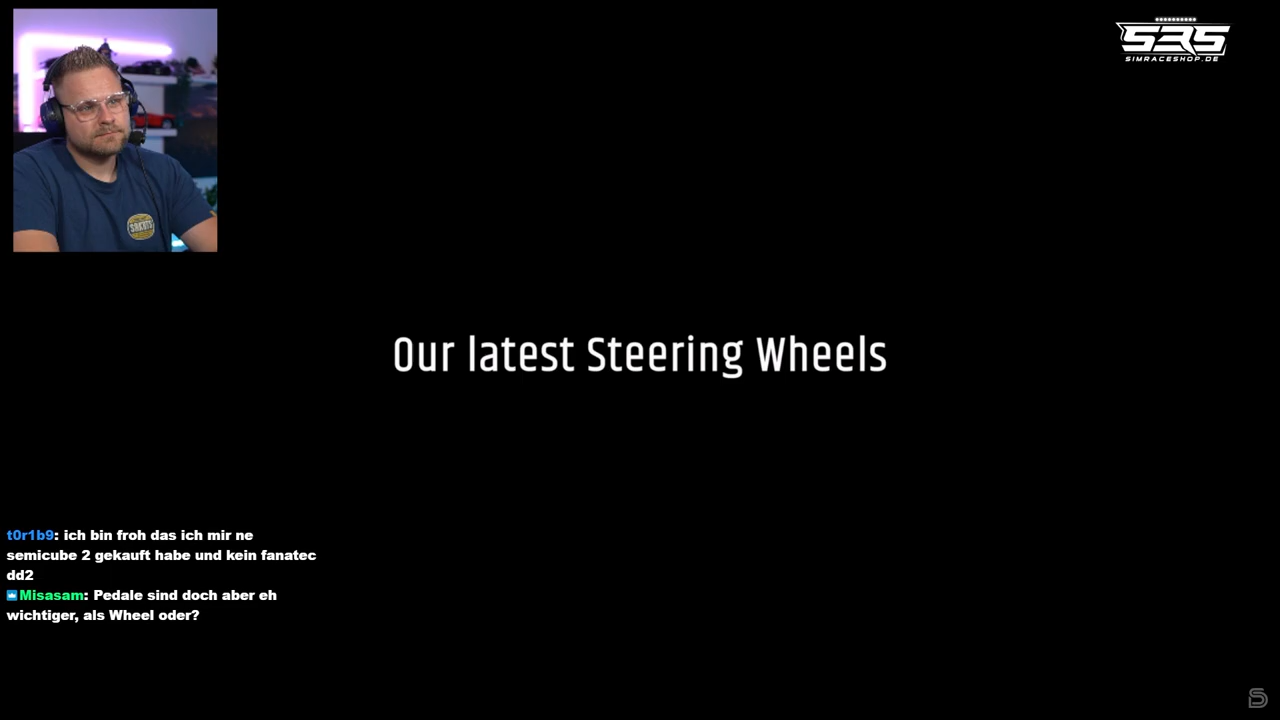 SRS
SIMRACESHOP.DE
Our latest Steering Wheels
t0r1b9: ich bin froh das ich mir ne
semicube 2 gekauft habe und kein fanatec
dd2
Misasam: Pedale sind doch aber eh
wichtiger, als Wheel oder?